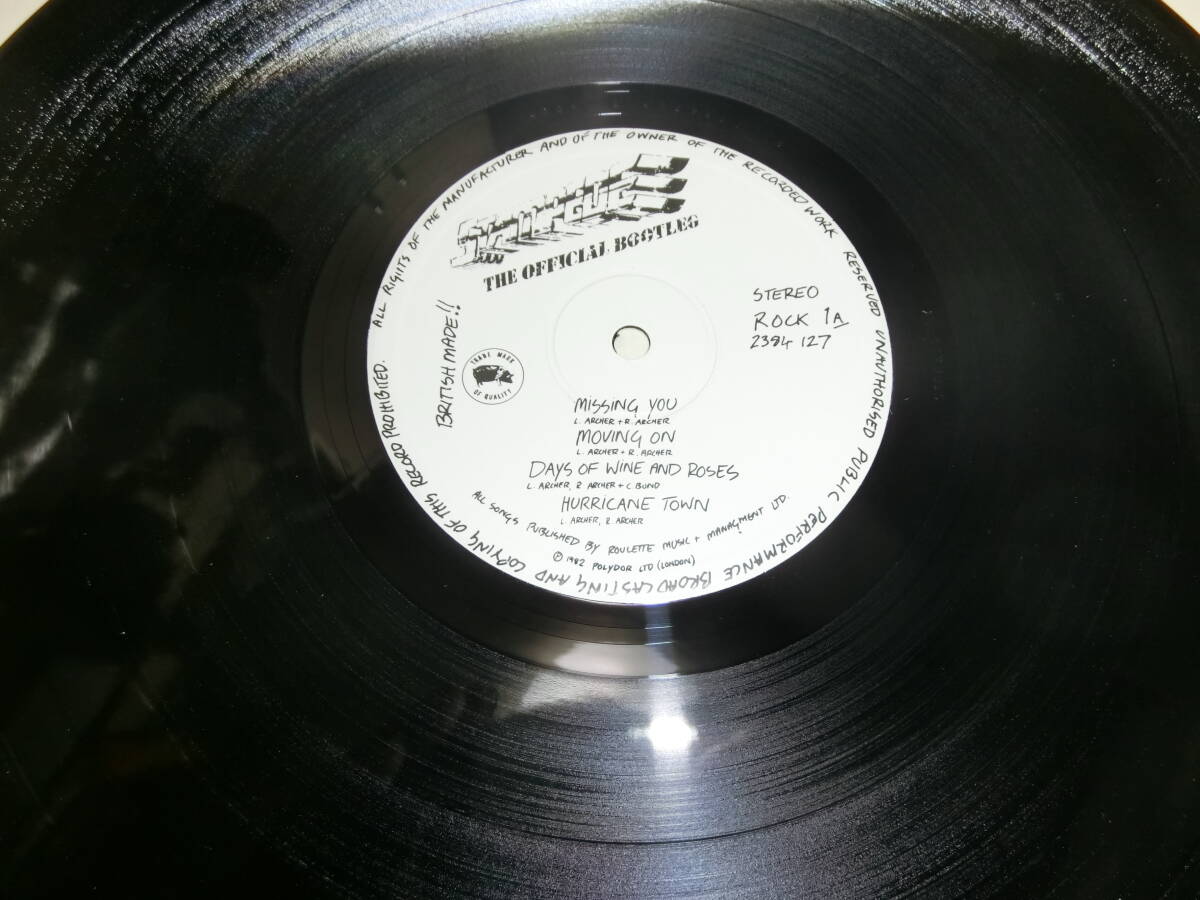 ALL RIGHTS OF THE MANUFACTURER AND OF THE OWNER OF THE RECORDED WORK RESERVED UNAUTHORISED PUBLIC PERFORMANCE BROADCASTING AND COPYING OF THIS RECORD PROHIBITED.
STAMPEDE
THE OFFICIAL BOOTLEG
BRITISH MADE!!
TRADE MARK
OF QUALITY
STEREO
ROCK 1A
2384 127
MISSING YOU
L. ARCHER + R. ARCHER
MOVING ON
L. ARCHER + R. ARCHER
DAYS OF WINE AND ROSES
L. ARCHER, R. ARCHER + C. BUND
HURRICANE TOWN
L. ARCHER, R. ARCHER
ALL SONGS PUBLISHED BY ROULETTE MUSIC + MANAGMENT LTD.
© 1982 POLYDOR LTD (LONDON)